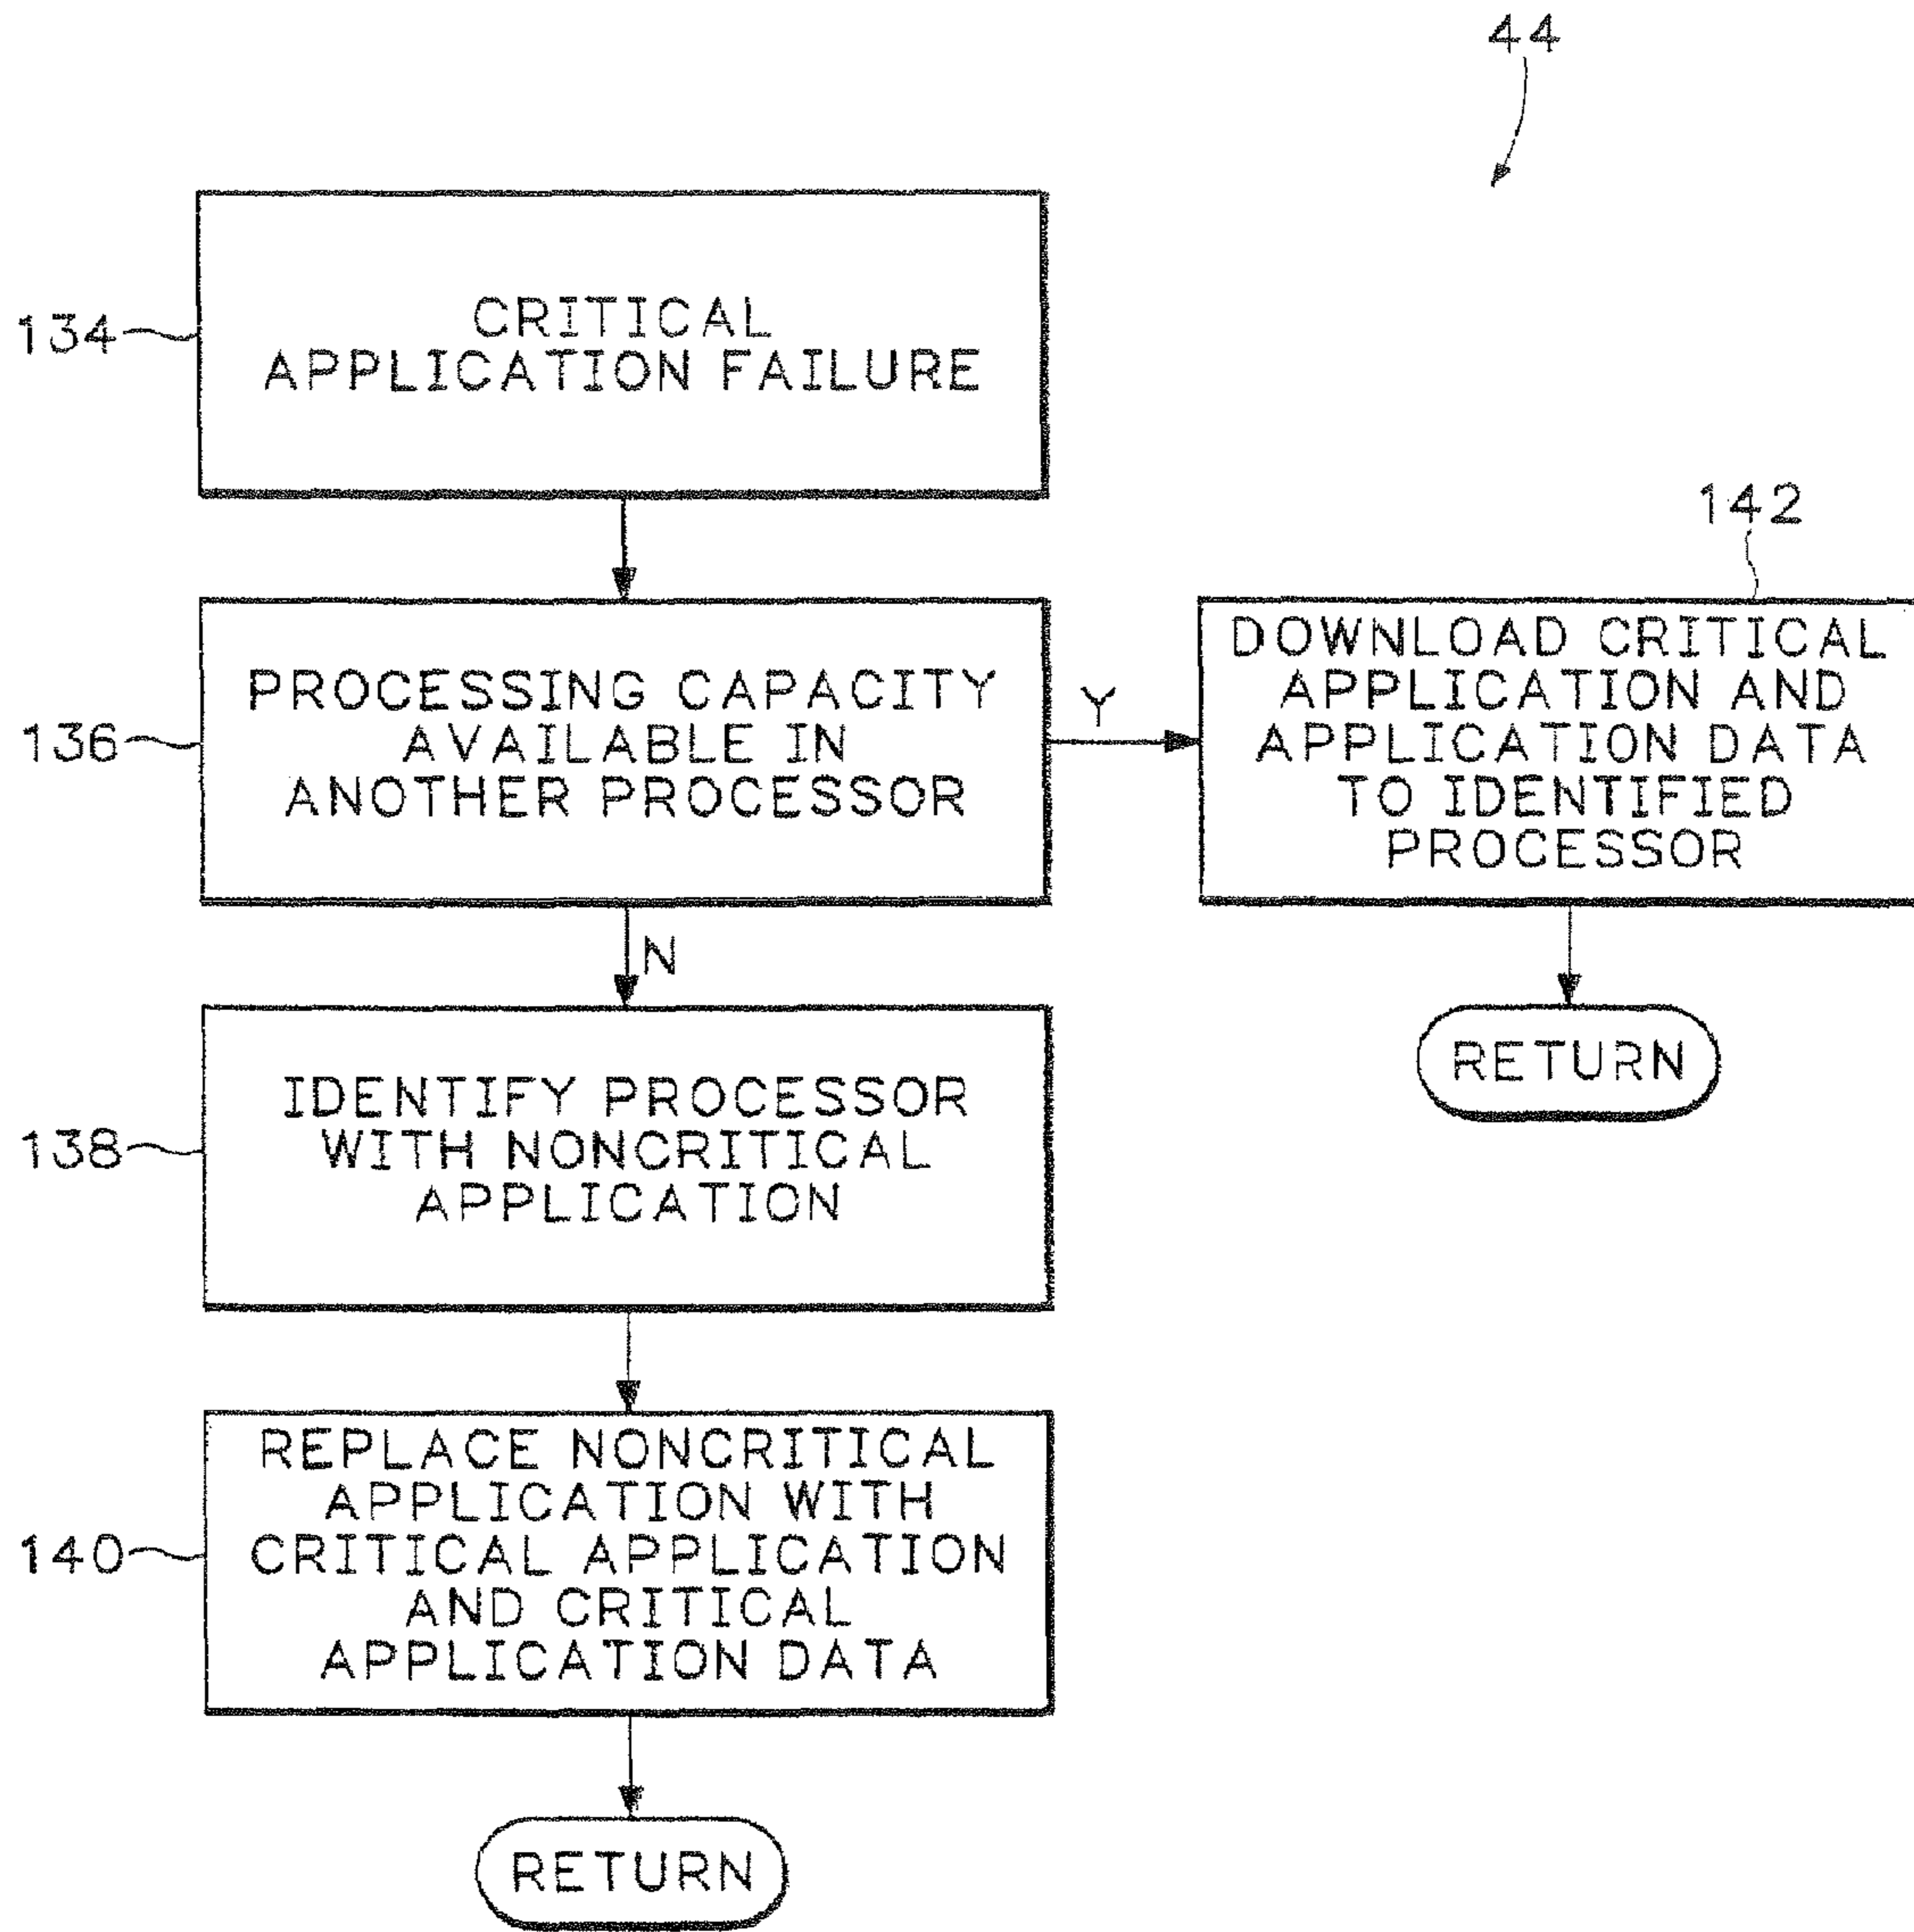 44
134
CRITICAL
APPLICATION FAILURE
136
PROCESSING CAPACITY
AVAILABLE IN
ANOTHER PROCESSOR
Y
142
DOWNLOAD CRITICAL
APPLICATION AND
APPLICATION DATA
TO IDENTIFIED
PROCESSOR
RETURN
N
138
IDENTIFY PROCESSOR
WITH NONCRITICAL
APPLICATION
140
REPLACE NONCRITICAL
APPLICATION WITH
CRITICAL APPLICATION
AND CRITICAL
APPLICATION DATA
RETURN